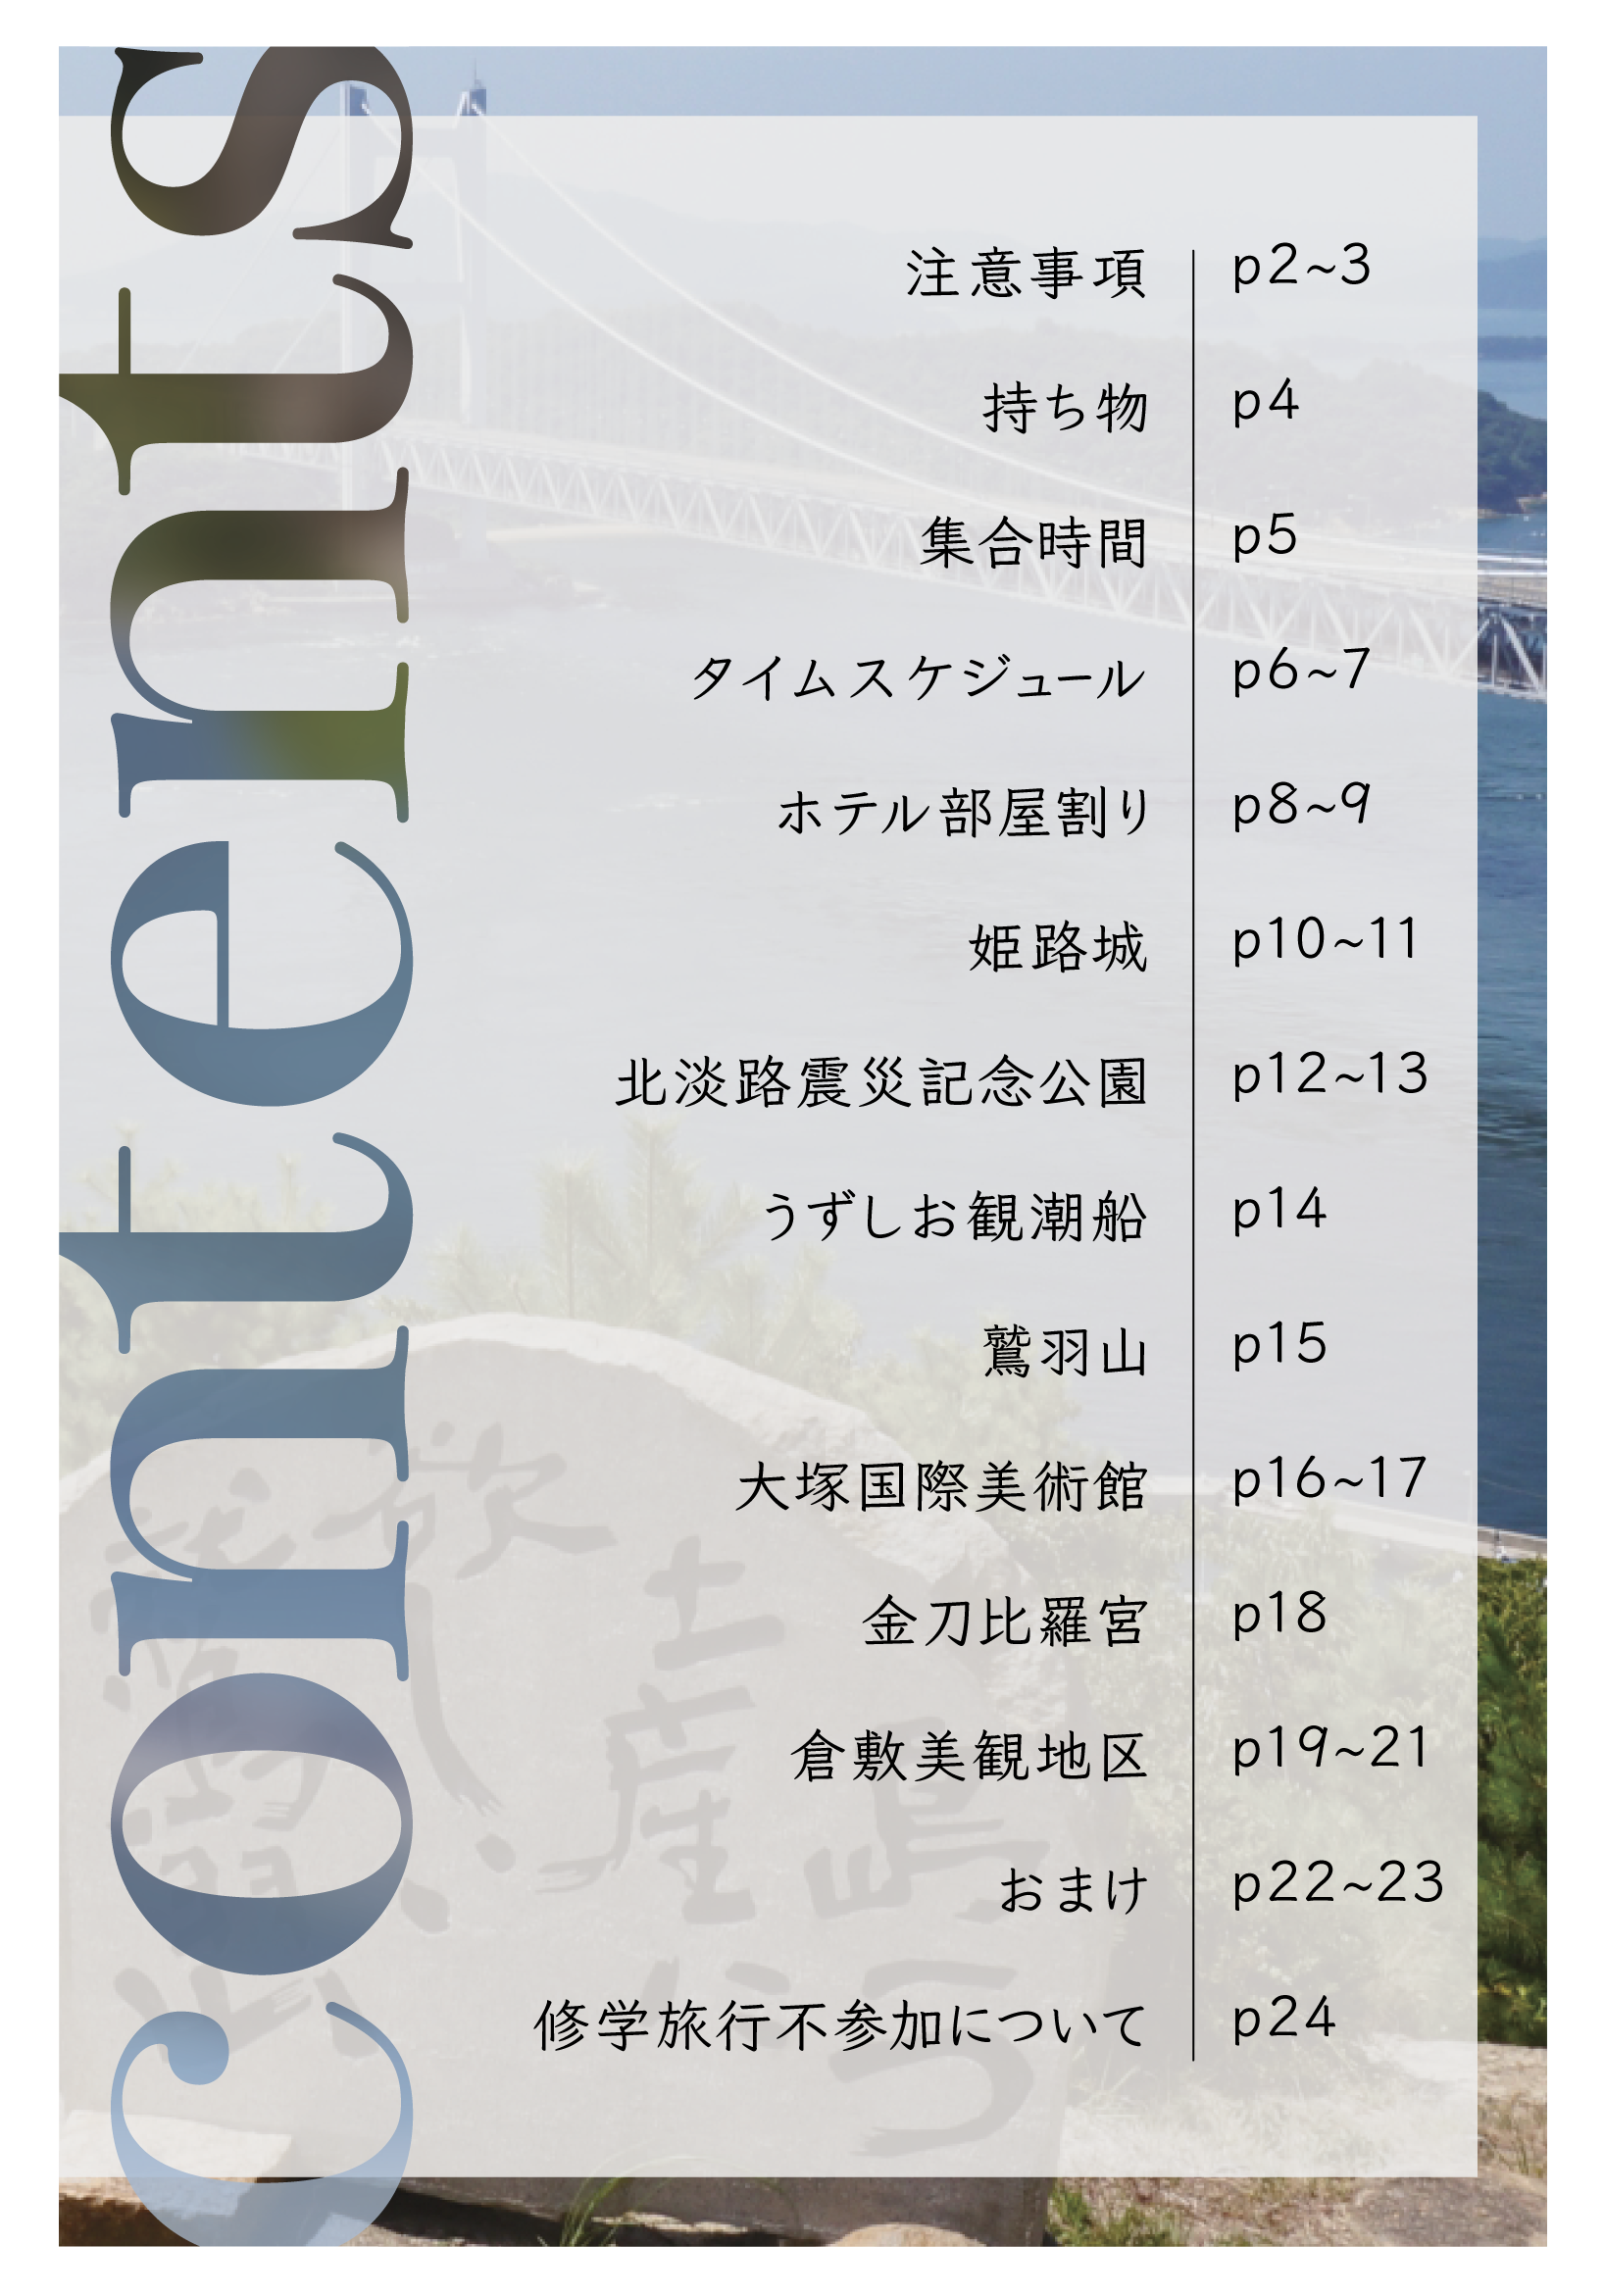 contents
注意事項 p2~3
持ち物 p4
集合時間 p5
タイムスケジュール p6~7
ホテル部屋割り p8~9
姫路城 p10~11
北淡路震災記念公園 p12~13
うずしお観潮船 p14
鷲羽山 p15
大塚国際美術館 p16~17
金刀比羅宮 p18
倉敷美観地区 p19~21
おまけ p22~23
修学旅行不参加について p24